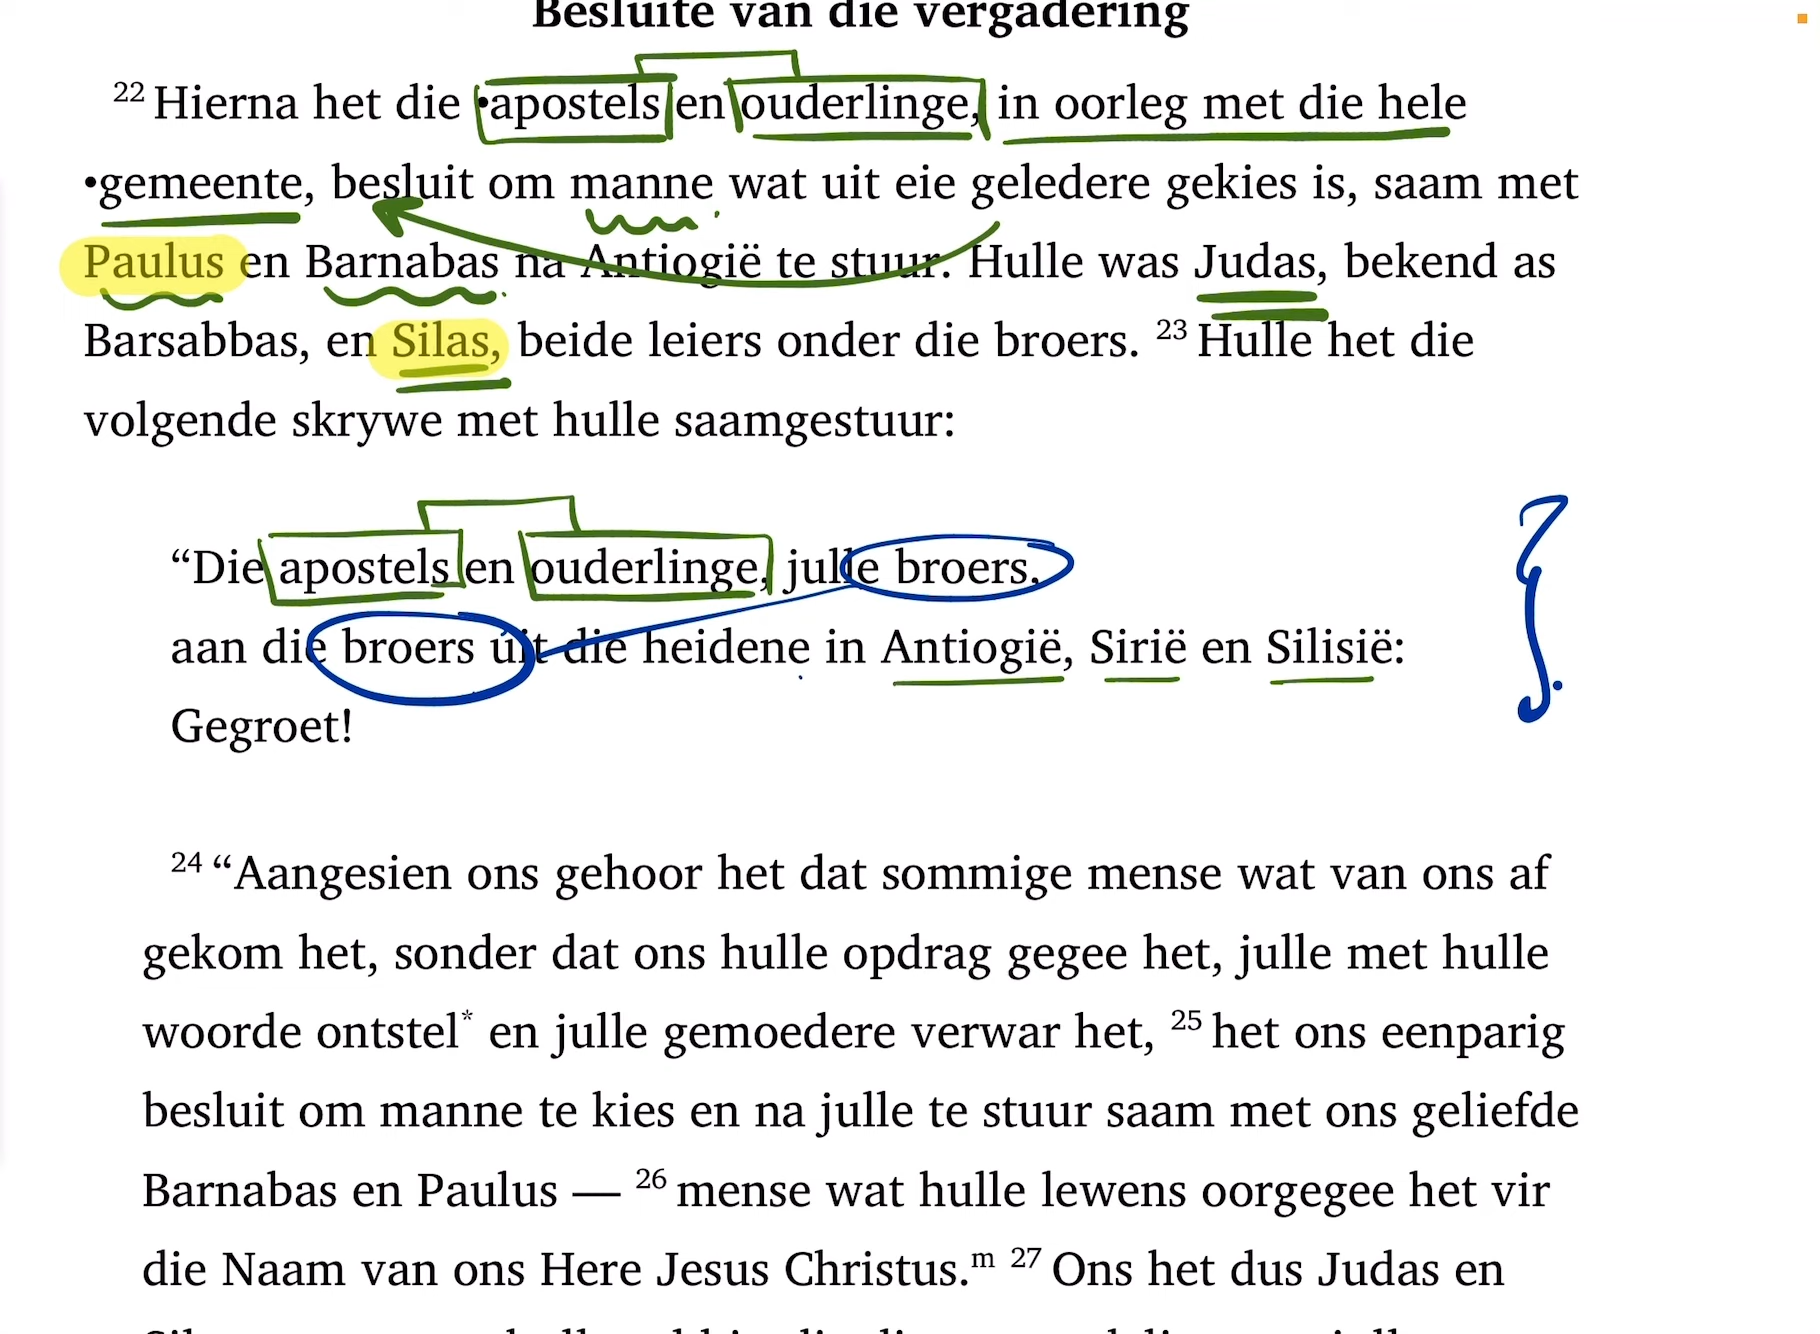 Besluite van die vergadering
22 Hierna het die •apostels en ouderlinge, in oorleg met die hele
•gemeente, besluit om manne wat uit eie geledere gekies is, saam met
Paulus en Barnabas na Antiogië te stuur. Hulle was Judas, bekend as
Barsabbas, en Silas, beide leiers onder die broers. 23 Hulle het die
volgende skrywe met hulle saamgestuur:
“Die apostels en ouderlinge, julle broers,
aan die broers uit die heidene in Antiogië, Sirië en Silisië:
Gegroet!
24 “Aangesien ons gehoor het dat sommige mense wat van ons af
gekom het, sonder dat ons hulle opdrag gegee het, julle met hulle
woorde ontstel* en julle gemoedere verwar het, 25 het ons eenparig
besluit om manne te kies en na julle te stuur saam met ons geliefde
Barnabas en Paulus — 26 mense wat hulle lewens oorgegee het vir
die Naam van ons Here Jesus Christus.m 27 Ons het dus Judas en